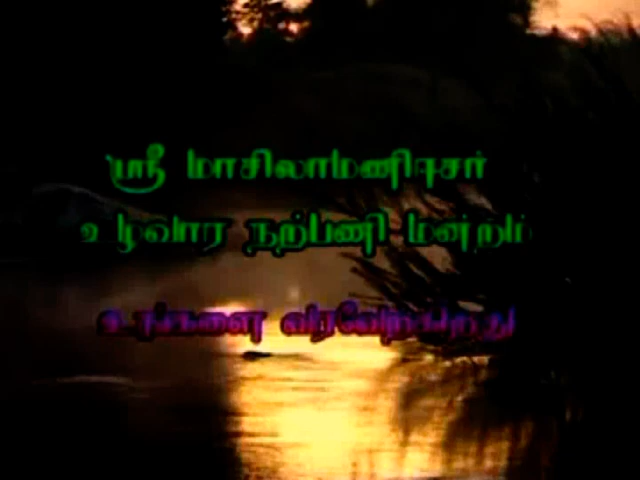 ஸ்ரீ மாசிலாமணிஈசர்
உழவார நற்பணி மன்றம்
உங்களை வரவேற்கிறது